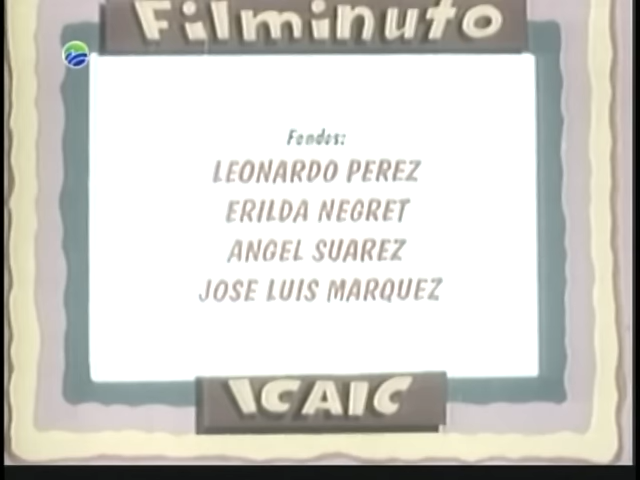 Filminuto
Fondos:
LEONARDO PEREZ
ERILDA NEGRET
ANGEL SUAREZ
JOSE LUIS MARQUEZ
ICAIC